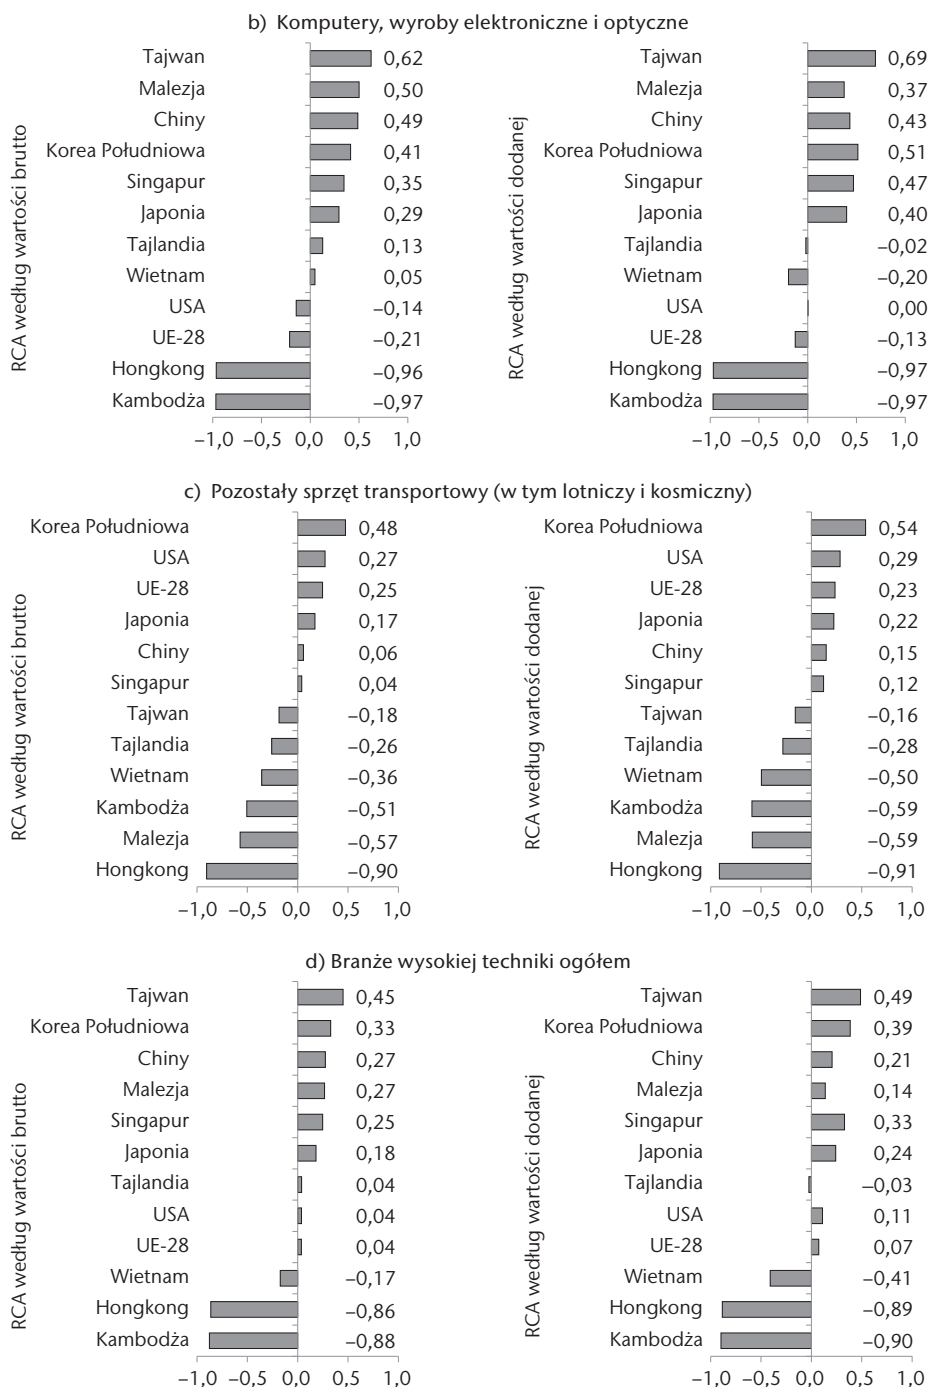 b) Komputery, wyroby elektroniczne i optyczne
RCA według wartości brutto
Tajwan 0,62
Malezja 0,50
Chiny 0,49
Korea Południowa 0,41
Singapur 0,35
Japonia 0,29
Tajlandia 0,13
Wietnam 0,05
USA –0,14
UE-28 –0,21
Hongkong –0,96
Kambodża –0,97
–1,0 –0,5 0,0 0,5 1,0
RCA według wartości dodanej
Tajwan 0,69
Malezja 0,37
Chiny 0,43
Korea Południowa 0,51
Singapur 0,47
Japonia 0,40
Tajlandia –0,02
Wietnam –0,20
USA 0,00
UE-28 –0,13
Hongkong –0,97
Kambodża –0,97
–1,0 –0,5 0,0 0,5 1,0
c) Pozostały sprzęt transportowy (w tym lotniczy i kosmiczny)
RCA według wartości brutto
Korea Południowa 0,48
USA 0,27
UE-28 0,25
Japonia 0,17
Chiny 0,06
Singapur 0,04
Tajwan –0,18
Tajlandia –0,26
Wietnam –0,36
Kambodża –0,51
Malezja –0,57
Hongkong –0,90
–1,0 –0,5 0,0 0,5 1,0
RCA według wartości dodanej
Korea Południowa 0,54
USA 0,29
UE-28 0,23
Japonia 0,22
Chiny 0,15
Singapur 0,12
Tajwan –0,16
Tajlandia –0,28
Wietnam –0,50
Kambodża –0,59
Malezja –0,59
Hongkong –0,91
–1,0 –0,5 0,0 0,5 1,0
d) Branże wysokiej techniki ogółem
RCA według wartości brutto
Tajwan 0,45
Korea Południowa 0,33
Chiny 0,27
Malezja 0,27
Singapur 0,25
Japonia 0,18
Tajlandia 0,04
USA 0,04
UE-28 0,04
Wietnam –0,17
Hongkong –0,86
Kambodża –0,88
–1,0 –0,5 0,0 0,5 1,0
RCA według wartości dodanej
Tajwan 0,49
Korea Południowa 0,39
Chiny 0,21
Malezja 0,14
Singapur 0,33
Japonia 0,24
Tajlandia –0,03
USA 0,11
UE-28 0,07
Wietnam –0,41
Hongkong –0,89
Kambodża –0,90
–1,0 –0,5 0,0 0,5 1,0